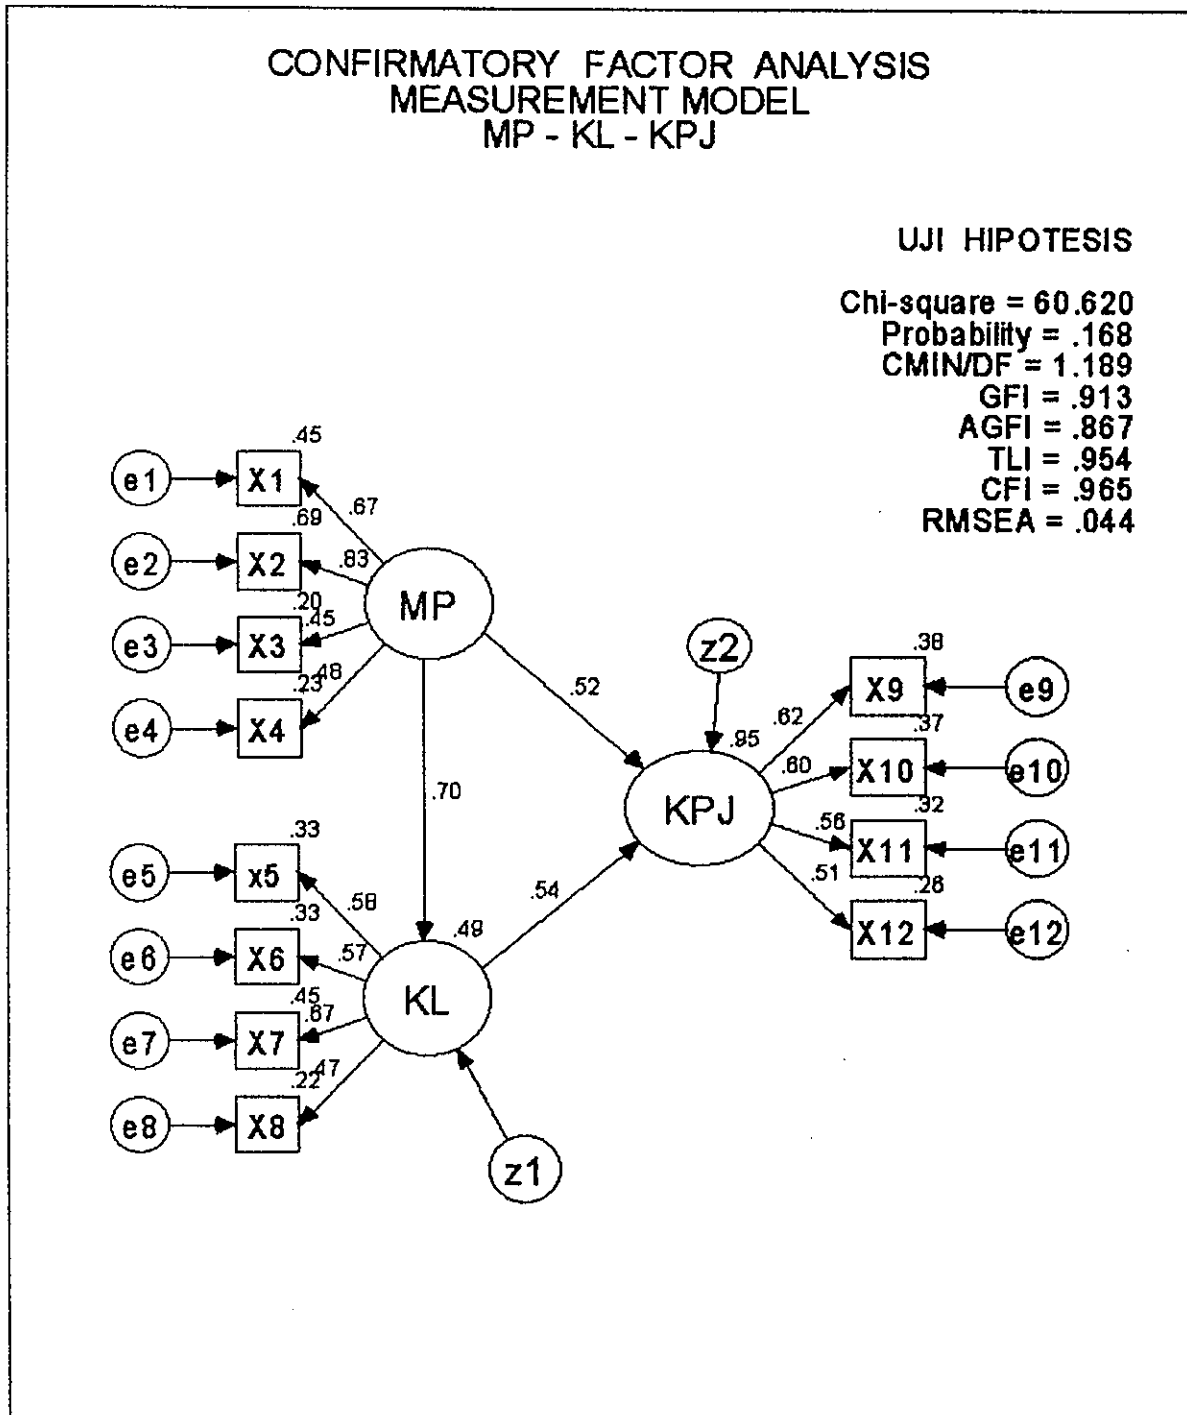 CONFIRMATORY FACTOR ANALYSIS
MEASUREMENT MODEL
MP - KL - KPJ
UJI HIPOTESIS
Chi-square = 60.620
Probability = .168
CMIN/DF = 1.189
GFI = .913
AGFI = .867
TLI = .954
CFI = .965
RMSEA = .044
.45
e1 X1
.67
.69
e2 X2
.83
MP
.20
e3 X3
.45
.23
.48
e4 X4
.52
z2
.38
X9 e9
.62
.37
.95
.60
X10 e10
KPJ
.32
.56
X11 e11
.51
.26
X12 e12
.70
.54
.33
e5 x5
.58
.33
e6 X6
.57
.49
KL
.45
.67
e7 X7
.22
.47
e8 X8
z1